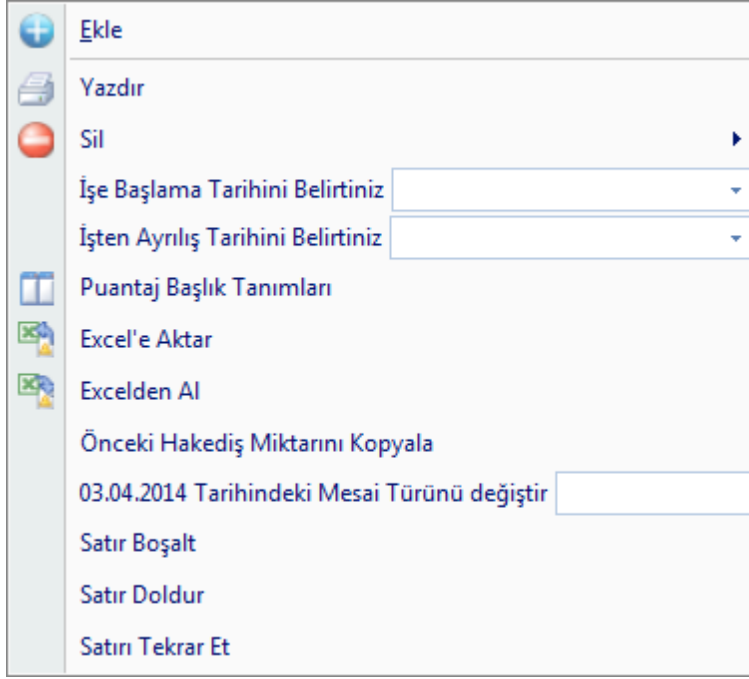 Ekle
Yazdır
Sil
İşe Başlama Tarihini Belirtiniz
İşten Ayrılış Tarihini Belirtiniz
Puantaj Başlık Tanımları
Excel'e Aktar
Excelden Al
Önceki Hakediş Miktarını Kopyala
03.04.2014 Tarihindeki Mesai Türünü değiştir
Satır Boşalt
Satır Doldur
Satırı Tekrar Et